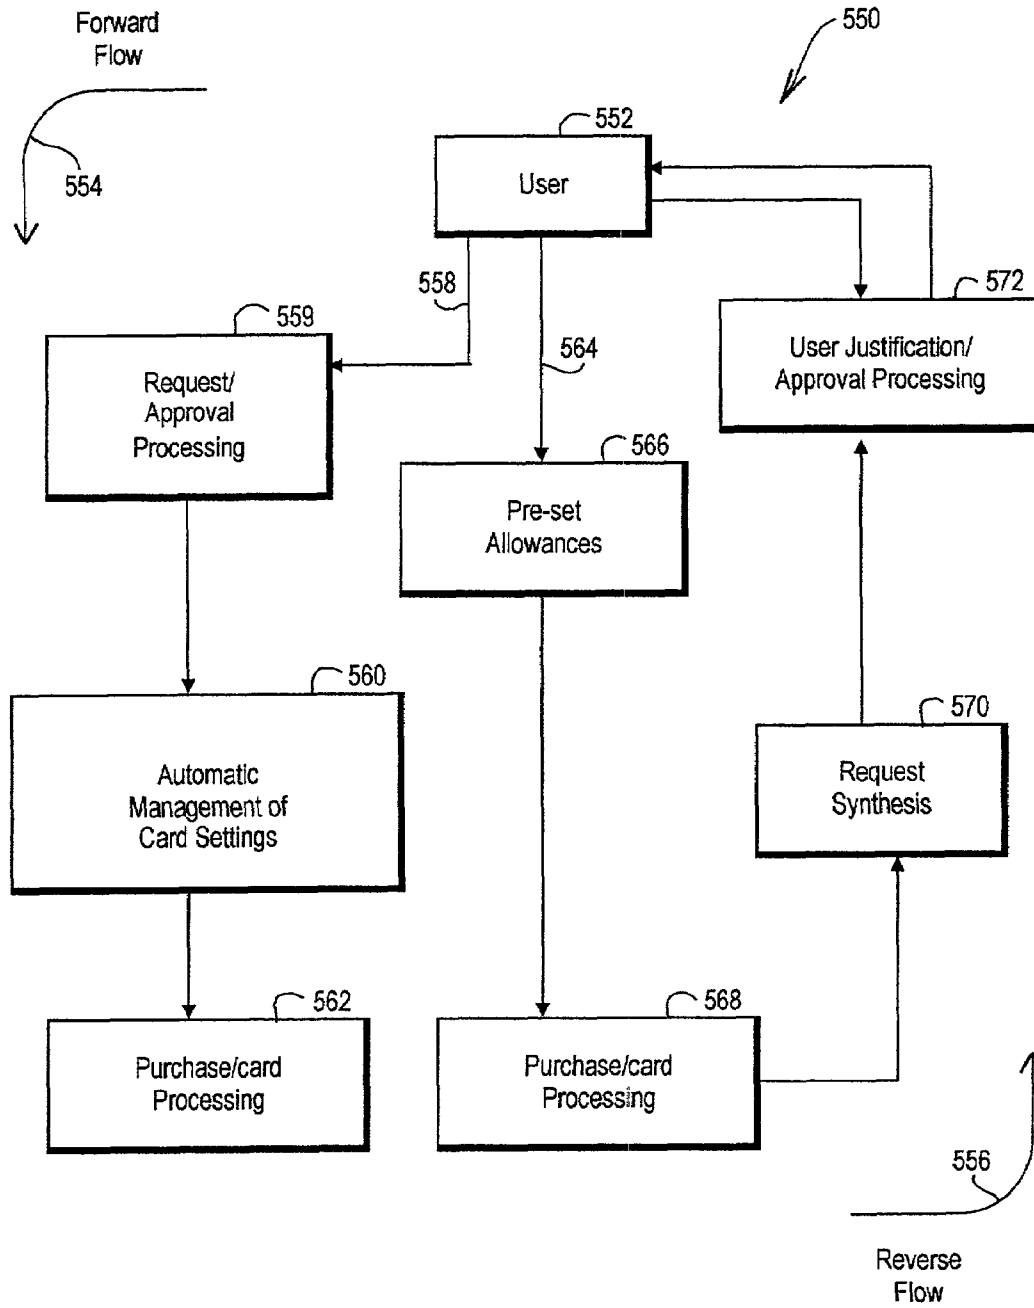 Forward
Flow
550
554
552
User
558
564
572
User Justification/
Approval Processing
559
Request/
Approval
Processing
566
Pre-set
Allowances
560
Automatic
Management of
Card Settings
570
Request
Synthesis
562
Purchase/card
Processing
568
Purchase/card
Processing
556
Reverse
Flow